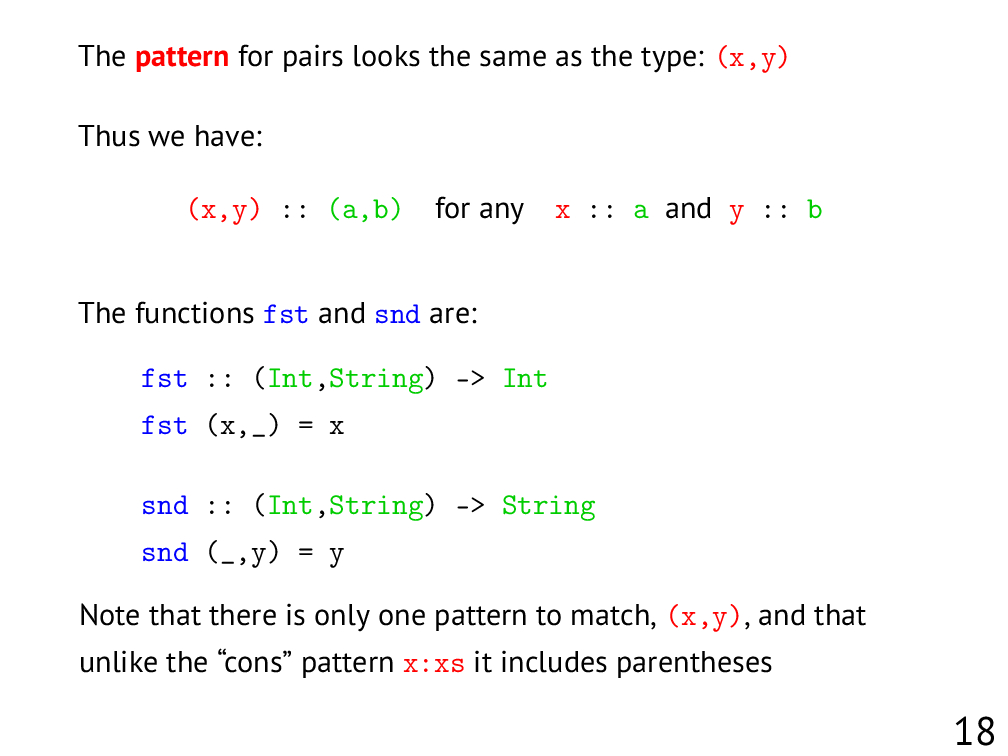 The pattern for pairs looks the same as the type: (x,y)
Thus we have:
(x,y) :: (a,b) for any x :: a and y :: b
The functions fst and snd are:
fst :: (Int,String) -> Int
fst (x,_) = x
snd :: (Int,String) -> String
snd (_,y) = y
Note that there is only one pattern to match, (x,y), and that
unlike the “cons” pattern x:xs it includes parentheses
18